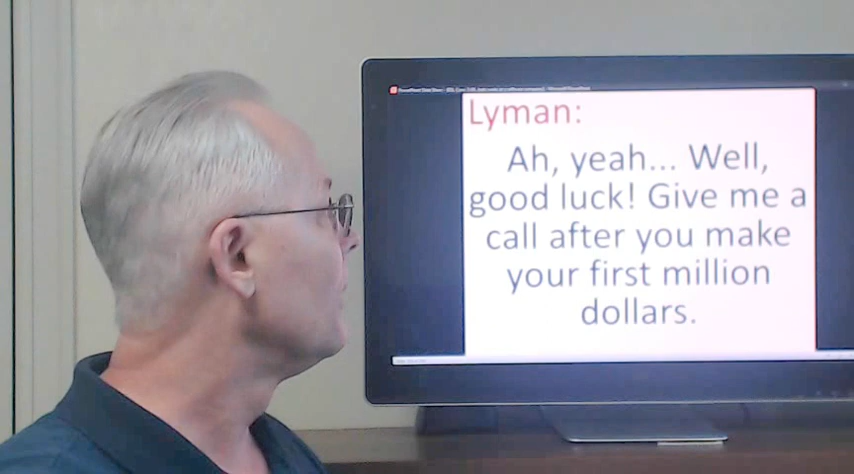 Lyman:
Ah, yeah... Well,
good luck! Give me a
call after you make
your first million
dollars.